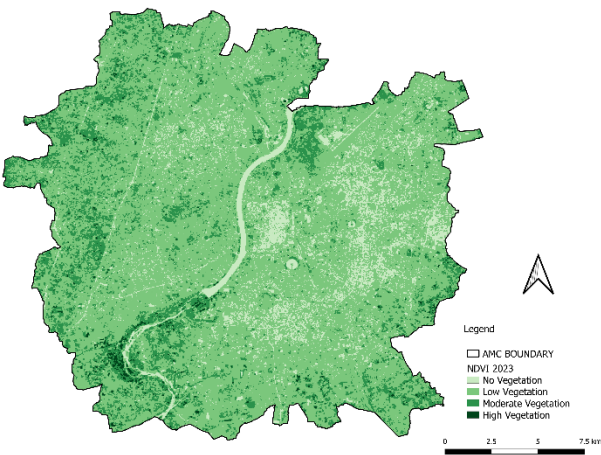 Legend
AMC BOUNDARY
NDVI 2023
No Vegetation
Low Vegetation
Moderate Vegetation
High Vegetation
0 2.5 5 7.5 km